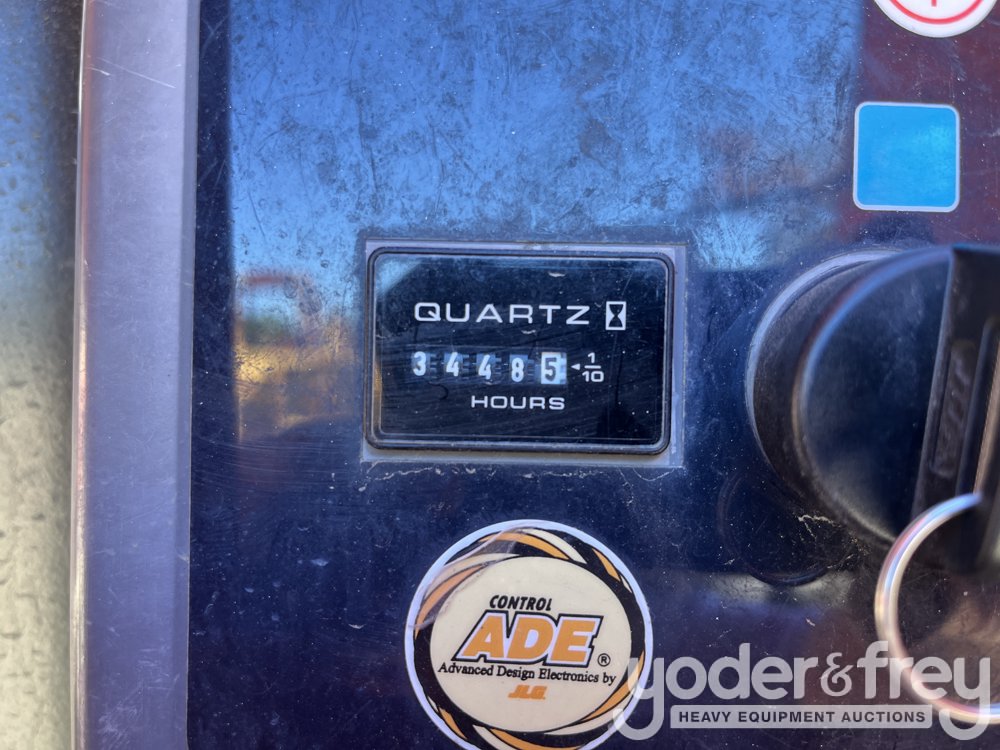 QUARTZ
34485 1/10
HOURS
CONTROL
ADE®
Advanced Design Electronics by
JLG
yoder&frey
HEAVY EQUIPMENT AUCTIONS